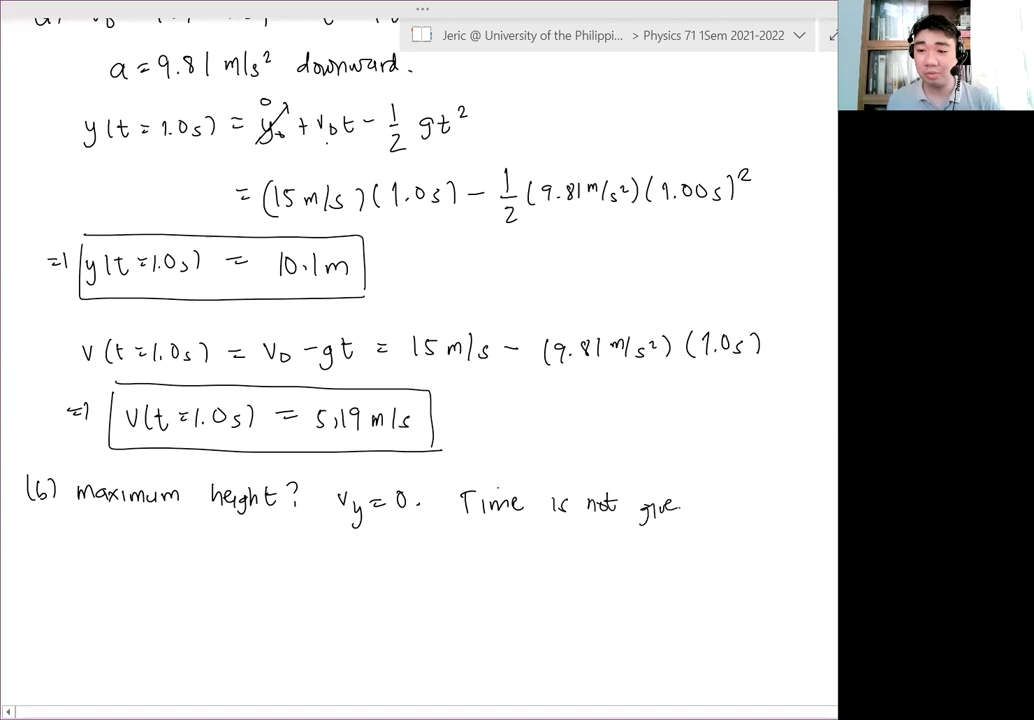 Jeric @ University of the Philippi... > Physics 71 1Sem 2021-2022
a = 9.81 m/s² downward.
y(t = 1.0s) = y₀ 0 + v₀t - 1/2 gt²
= (15 m/s)(1.0s) - 1/2 (9.81 m/s²)(1.00s)²
=> y(t = 1.0s) = 10.1m
v(t = 1.0s) = v₀ - gt = 15 m/s - (9.81 m/s²)(1.0s)
=> v(t = 1.0s) = 5.19 m/s
(b) maximum height? vy = 0. Time is not give